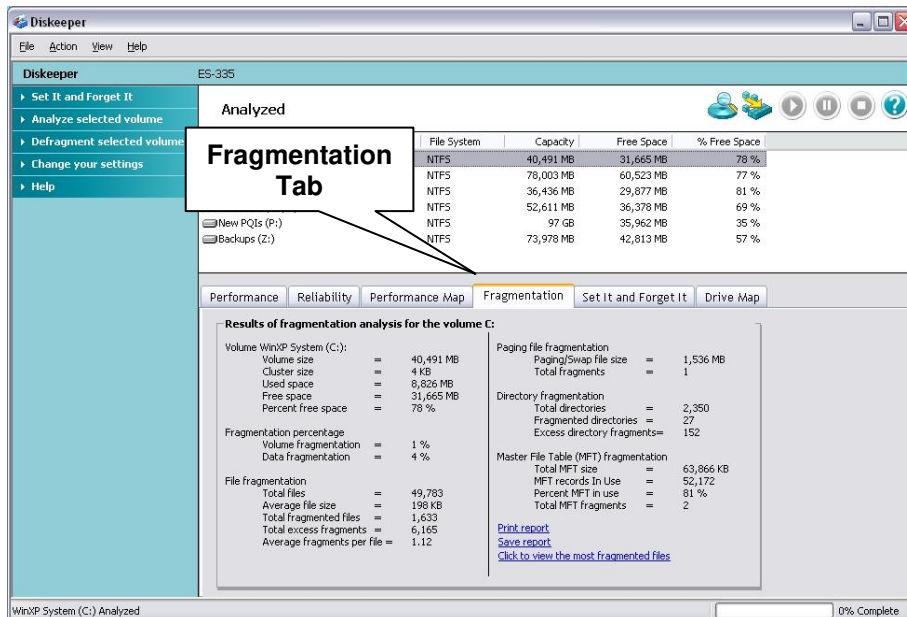 Diskeeper
File Action View Help
Diskeeper
ES-335
Set It and Forget It
Analyze selected volume
Defragment selected volume
Change your settings
Help
Analyzed
File System Capacity Free Space % Free Space
NTFS 40,491 MB 31,665 MB 78 %
NTFS 78,003 MB 60,523 MB 77 %
NTFS 36,436 MB 29,877 MB 81 %
NTFS 52,611 MB 36,378 MB 69 %
New PQIs (P:) NTFS 97 GB 35,962 MB 35 %
Backups (Z:) NTFS 73,978 MB 42,813 MB 57 %
Fragmentation
Tab
Performance Reliability Performance Map Fragmentation Set It and Forget It Drive Map
Results of fragmentation analysis for the volume C:
Volume WinXP System (C:):
Volume size = 40,491 MB
Cluster size = 4 KB
Used space = 8,826 MB
Free space = 31,665 MB
Percent free space = 78 %
Fragmentation percentage
Volume fragmentation = 1 %
Data fragmentation = 4 %
File fragmentation
Total files = 49,783
Average file size = 198 KB
Total fragmented files = 1,633
Total excess fragments = 6,165
Average fragments per file = 1.12
Paging file fragmentation
Paging/Swap file size = 1,536 MB
Total fragments = 1
Directory fragmentation
Total directories = 2,350
Fragmented directories = 27
Excess directory fragments= 152
Master File Table (MFT) fragmentation
Total MFT size = 63,866 KB
MFT records In Use = 52,172
Percent MFT in use = 81 %
Total MFT fragments = 2
Print report
Save report
Click to view the most fragmented files
WinXP System (C:) Analyzed
0% Complete